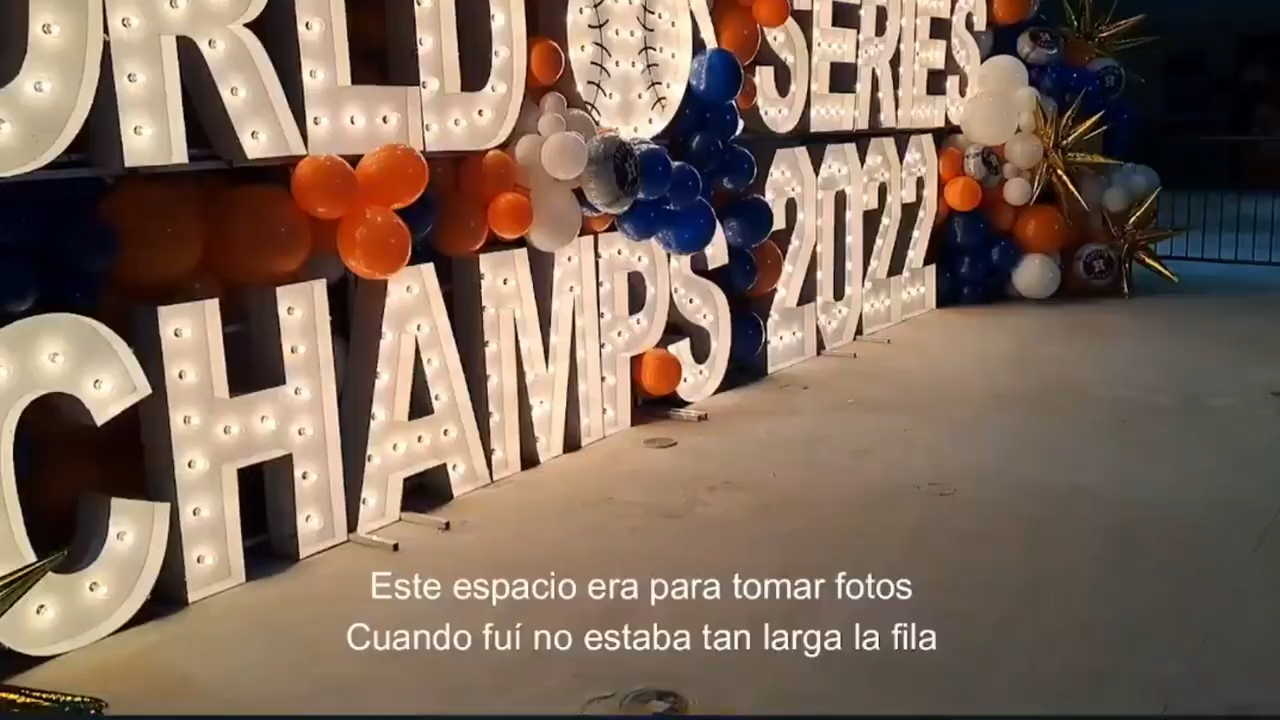 ORLD SERIES
CHAMPS 2022
Este espacio era para tomar fotos
Cuando fuí no estaba tan larga la fila